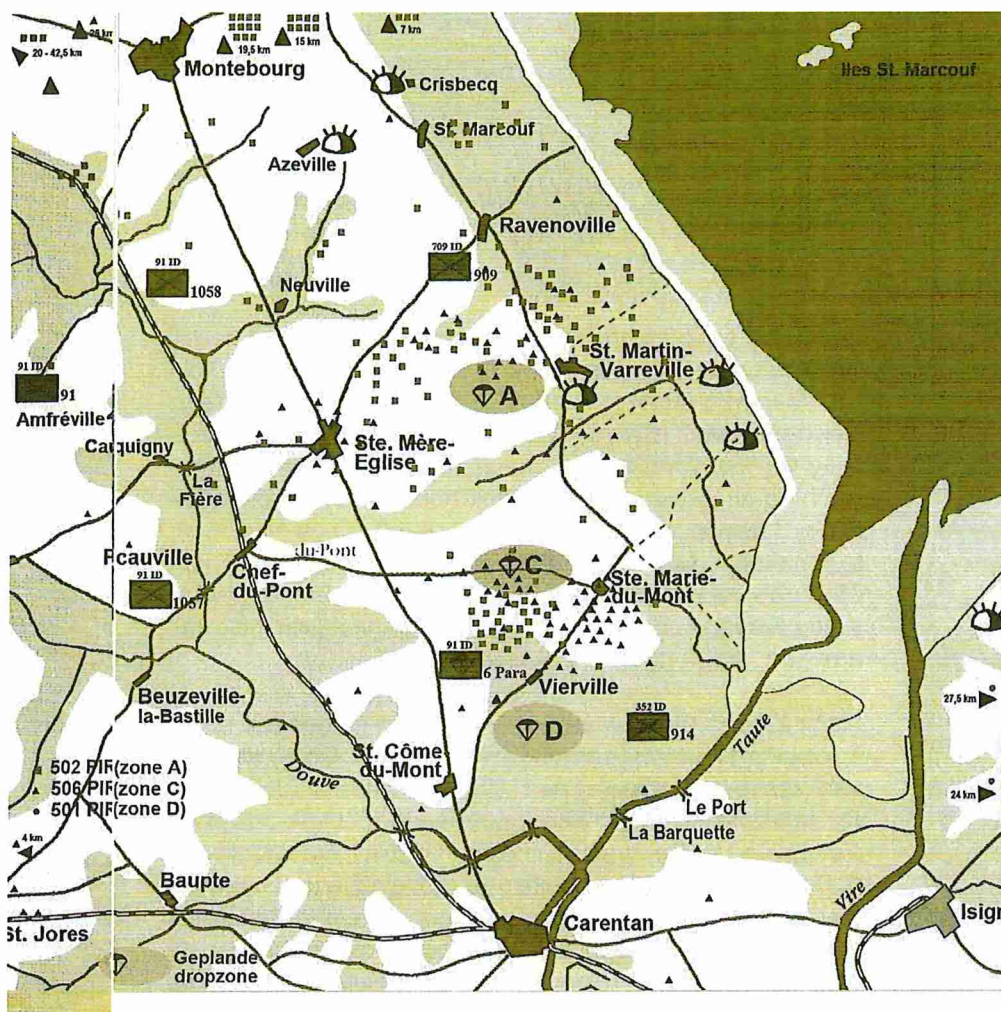 25 km
20 - 42,5 km
19,5 km
15 km
7 km
Montebourg
Iles St. Marcouf
Crisbecq
St. Marcouf
Azeville
Ravenoville
709 ID
909
91 ID
1058
Neuville
St. Martin-
Varreville
91 ID
91
A
Amfréville
Ste. Mère-
Eglise
La
Fière
du-Pont
C
Chef-
du-Pont
Ste. Marie-
du-Mont
91 ID
1057
91 ID
6 Para
Vierville
Beuzeville-
la-Bastille
D
352 ID
914
Taute
27,5 km
St. Côme-
du-Mont
Douve
502 PIR(zone A)
506 PIR(zone C)
501 PIR(zone D)
24 km
Le Port
La Barquette
4 km
Baupte
Vire
St. Jores
Carentan
Isign
Geplande
dropzone